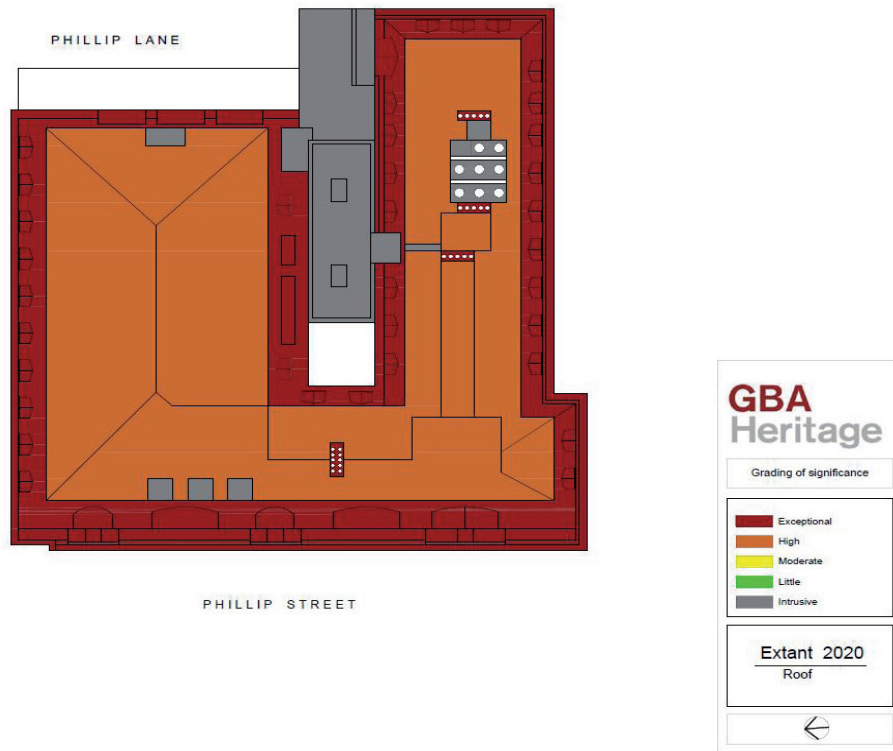 PHILLIP LANE
PHILLIP STREET
GBA
Heritage
Grading of significance
Exceptional
High
Moderate
Little
Intrusive
Extant 2020
Roof